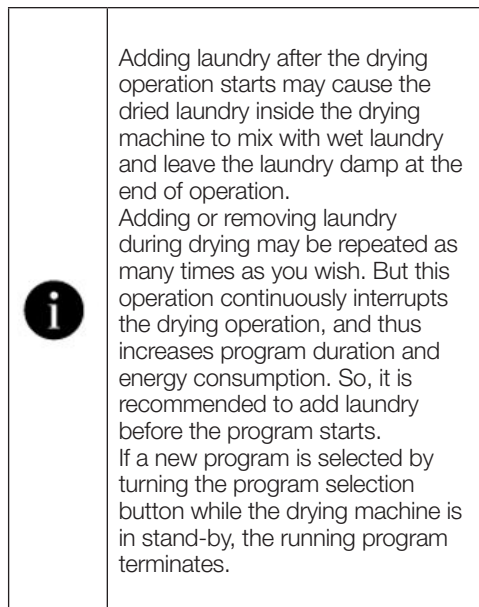 Adding laundry after the drying
operation starts may cause the
dried laundry inside the drying
machine to mix with wet laundry
and leave the laundry damp at the
end of operation.
Adding or removing laundry
during drying may be repeated as
many times as you wish. But this
operation continuously interrupts
the drying operation, and thus
increases program duration and
energy consumption. So, it is
recommended to add laundry
before the program starts.
If a new program is selected by
turning the program selection
button while the drying machine is
in stand-by, the running program
terminates.